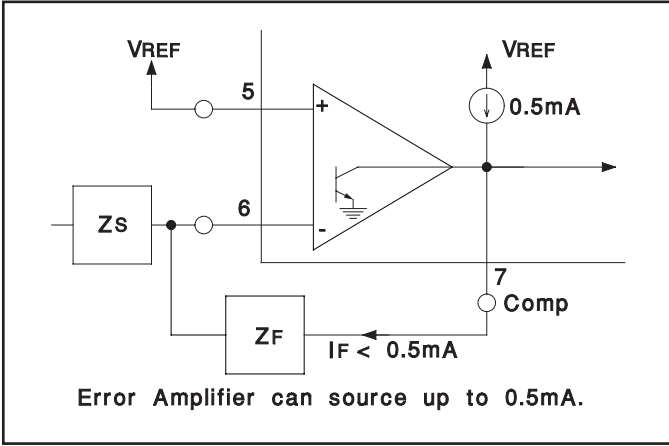 VREF
VREF
5
+
0.5mA
ZS
6
-
7
Comp
ZF
IF < 0.5mA
Error Amplifier can source up to 0.5mA.